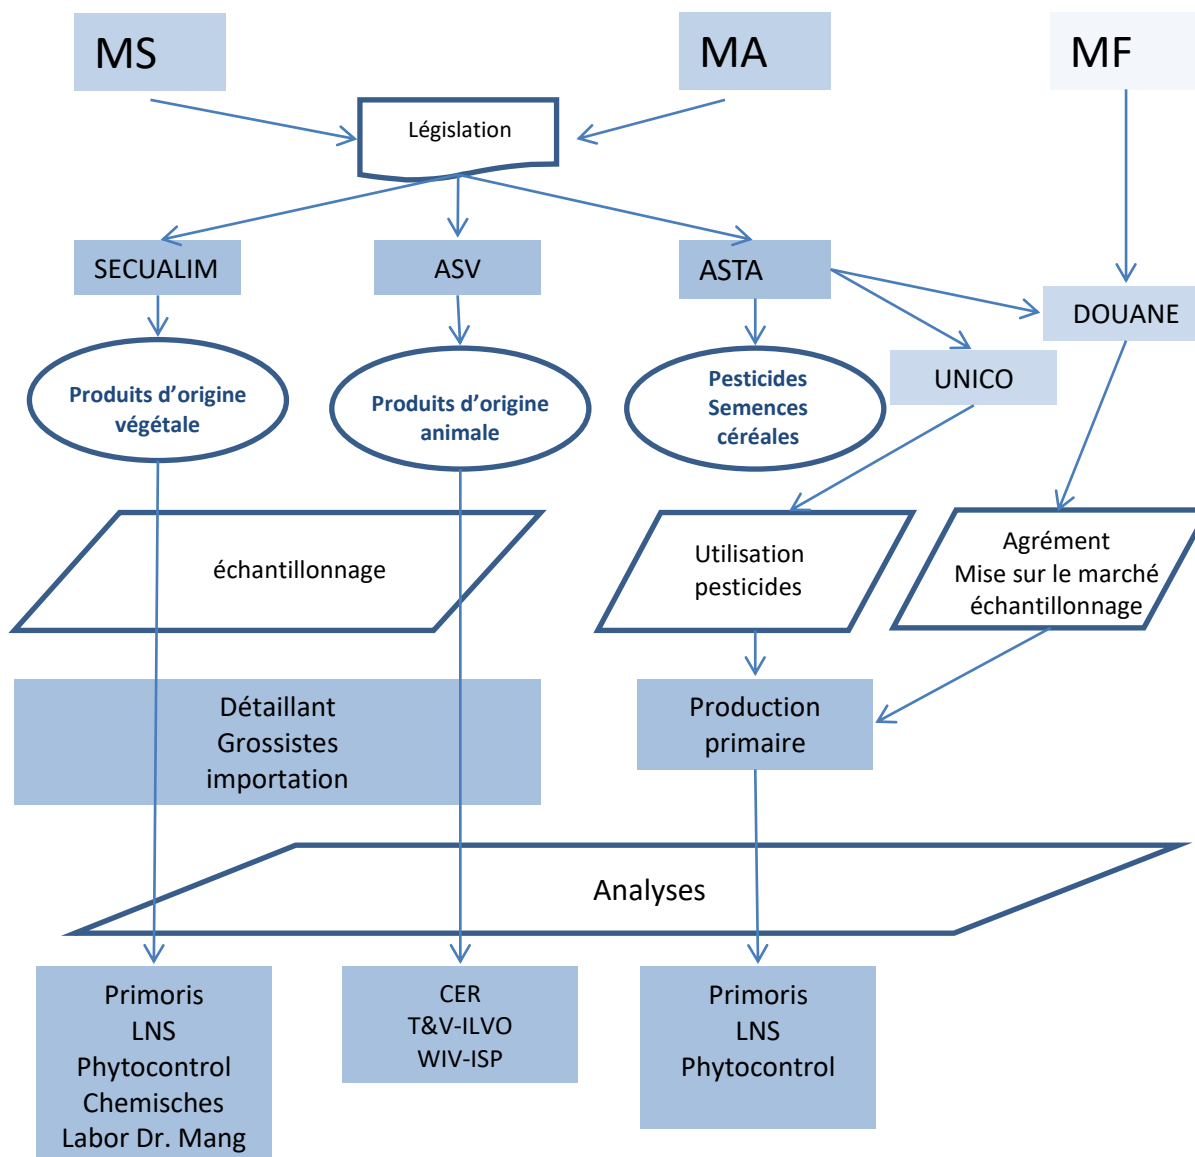 MS
MA
MF
Législation
SECUALIM
ASV
ASTA
DOUANE
UNICO
Produits d'origine
végétale
Produits d'origine
animale
Pesticides
Semences
céréales
échantillonnage
Utilisation
pesticides
Agrément
Mise sur le marché
échantillonnage
Détaillant
Grossistes
importation
Production
primaire
Analyses
Primoris
LNS
Phytocontrol
Chemisches
Labor Dr. Mang
CER
T&V-ILVO
WIV-ISP
Primoris
LNS
Phytocontrol